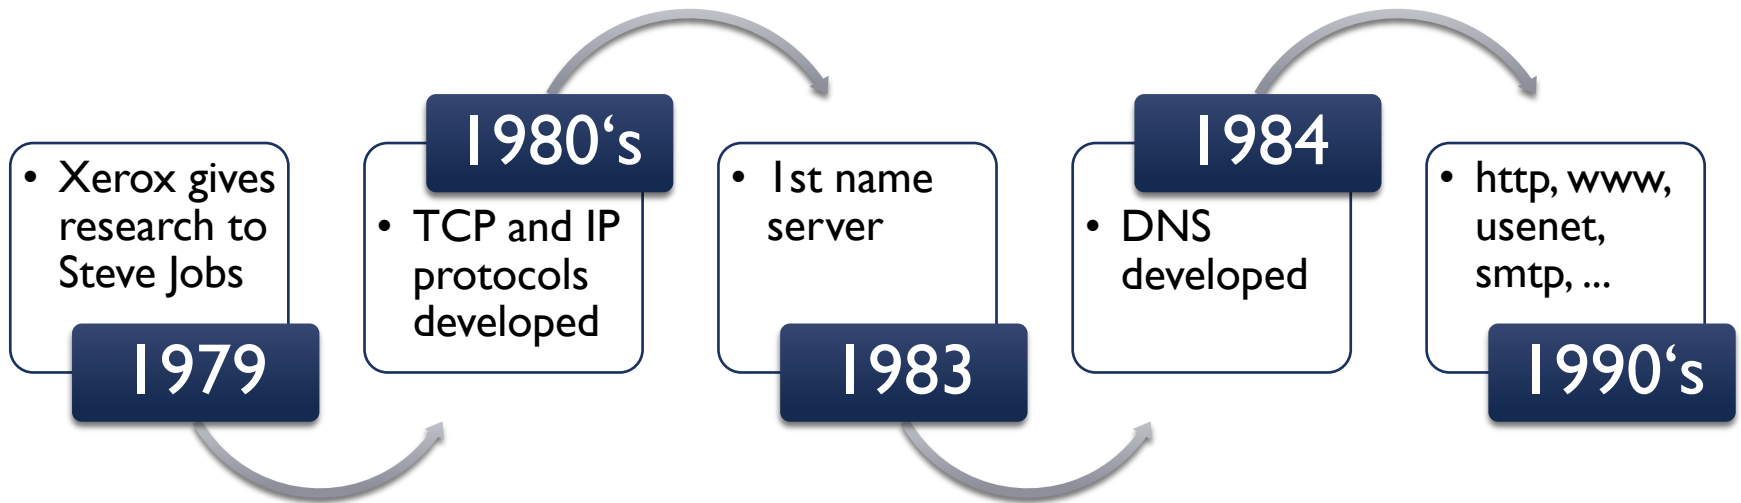 • Xerox gives
research to
Steve Jobs
1979
1980‘s
• TCP and IP
protocols
developed
• 1st name
server
1983
1984
• DNS
developed
• http, www,
usenet,
smtp, ...
1990‘s